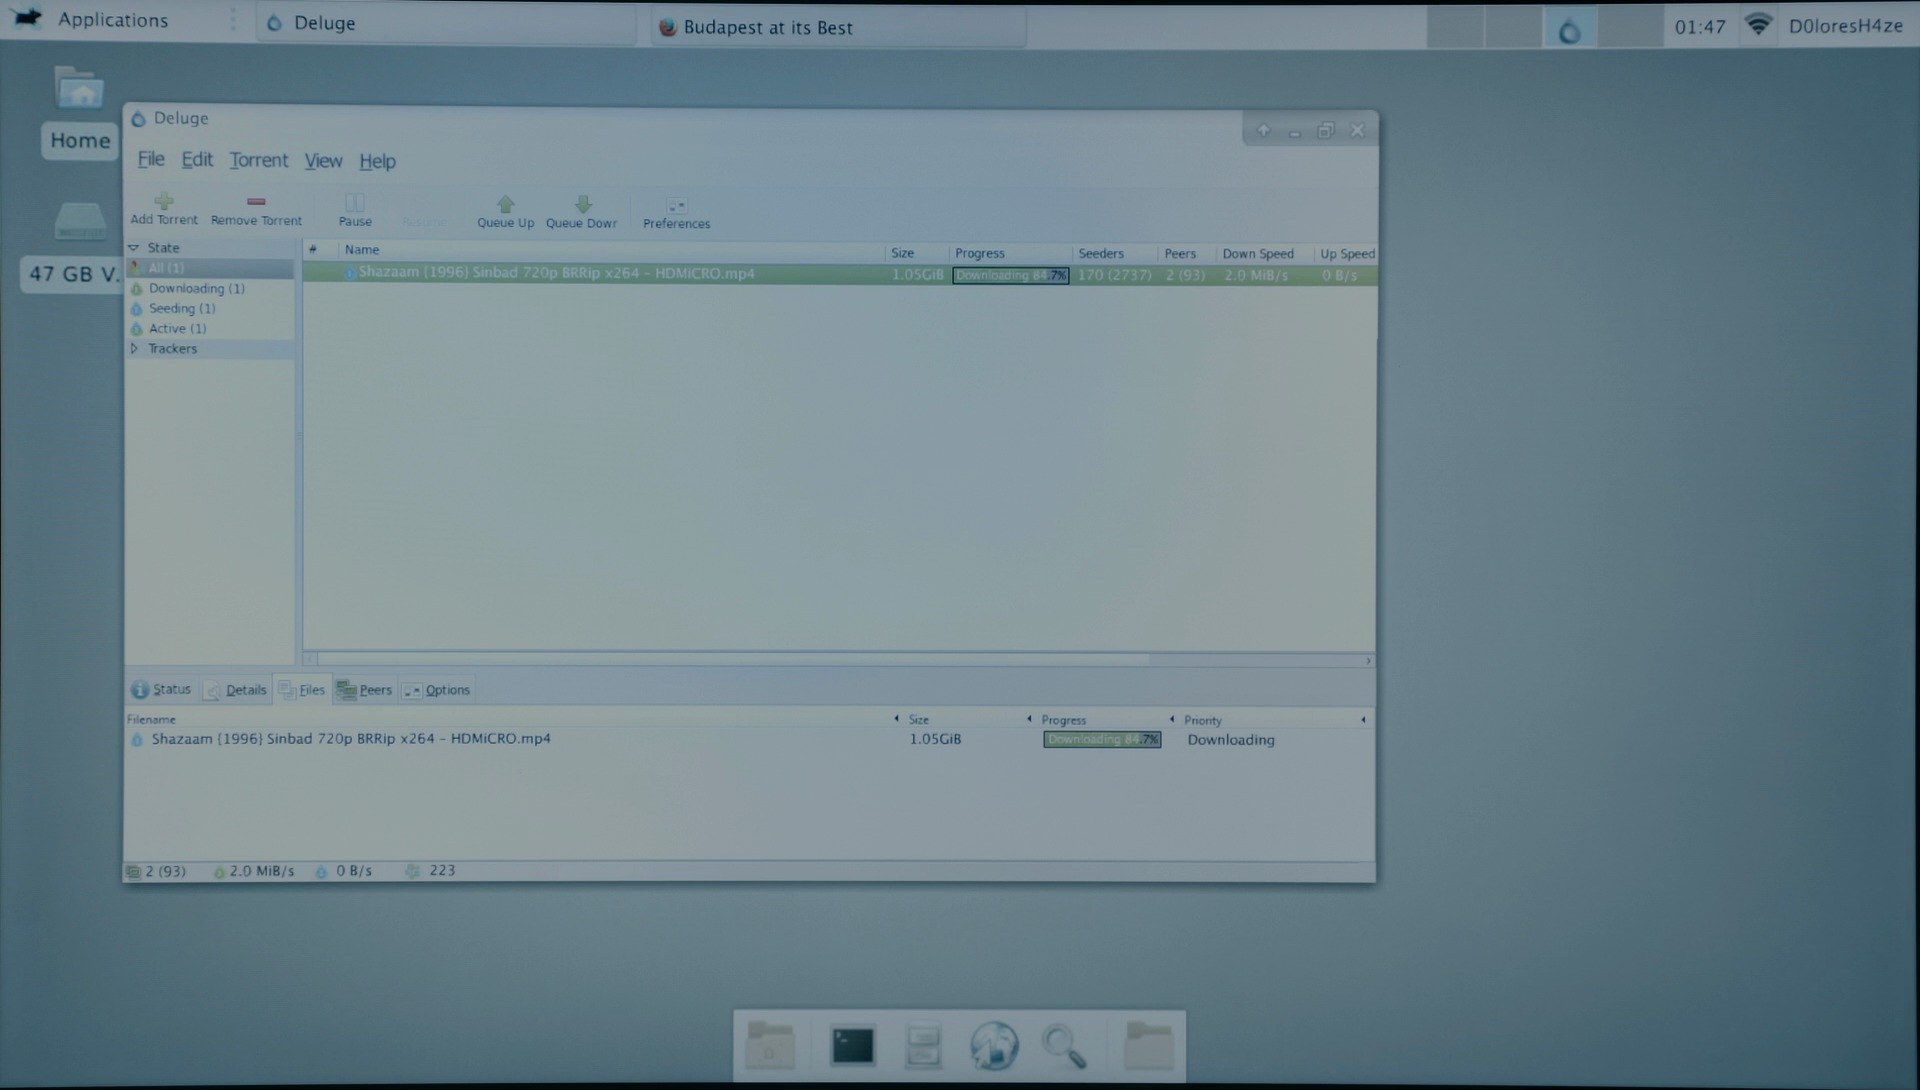 Applications
Deluge
Budapest at its Best
01:47
D0loresH4ze
Home
47 GB V.
Deluge
File Edit Torrent View Help
Add Torrent Remove Torrent Pause Resume Queue Up Queue Down Preferences
State
All (1)
Downloading (1)
Seeding (1)
Active (1)
Trackers
# Name Size Progress Seeders Peers Down Speed Up Speed
Shazaam {1996} Sinbad 720p BRRip x264 - HDMiCRO.mp4 1.05GiB Downloading 84.7% 170 (2737) 2 (93) 2.0 MiB/s 0 B/s
Status Details Files Peers Options
Filename Size Progress Priority
Shazaam {1996} Sinbad 720p BRRip x264 - HDMiCRO.mp4 1.05GiB Downloading 84.7% Downloading
2 (93) 2.0 MiB/s 0 B/s 223